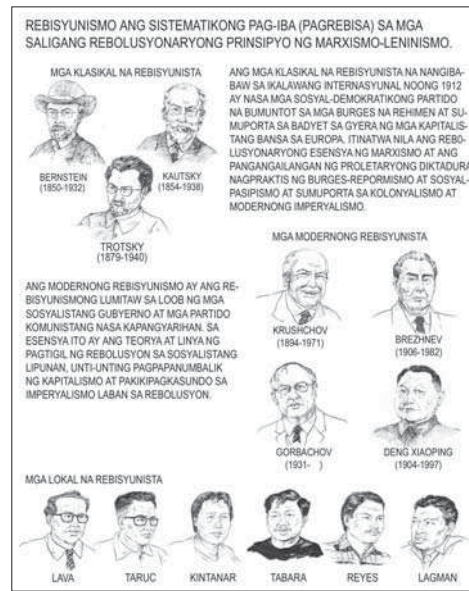 REBISYUNISMO ANG SISTEMATIKONG PAG-IBA (PAGREBISA) SA MGA
SALIGANG REBOLUSYONARYONG PRINSIPYO NG MARXISMO-LENINISMO.
MGA KLASIKAL NA REBISYUNISTA
BERNSTEIN
(1850-1932)
KAUTSKY
(1854-1938)
TROTSKY
(1879-1940)
ANG MGA KLASIKAL NA REBISYUNISTA NA NANGIBA-
BAW SA IKALAWANG INTERNASYUNAL NOONG 1912
AY NASA MGA SOSYAL-DEMOKRATIKONG PARTIDO
NA BUMUTOT SA MGA BURGES NA REHIMEN AT SU-
MUPORTA SA BADYET SA GYERA NG MGA KAPITALIS-
TANG BANSA SA EUROPA. ITINATWA NILA ANG REBO-
LUSYONARYONG ESENSYA NG MARXISMO AT ANG
PANGANGAILANGAN NG PROLETARYONG DIKTADURA
NAGPRAKTIS NG BURGES-REPORMISMO AT SOSYAL-
PASIPISMO AT SUMUPORTA SA KOLONYALISMO AT
MODERNONG IMPERYALISMO.
MGA MODERNONG REBISYUNISTA
KRUSHCHOV
(1894-1971)
BREZHNEV
(1906-1982)
GORBACHOV
(1931-   )
DENG XIAOPING
(1904-1997)
ANG MODERNONG REBISYUNISMO AY ANG RE-
BISYUNISMONG LUMITAW SA LOOB NG MGA
SOSYALISTANG GUBYERNO AT MGA PARTIDO
KOMUNISTANG NASA KAPANGYARIHAN. SA
ESENSYA ITO AY ANG TEORYA AT LINYA NG
PAGTIGIL NG REBOLUSYON SA SOSYALISTANG
LIPUNAN, UNTI-UNTING PAGPAPANUMBALIK
NG KAPITALISMO AT PAKIKIPAGKASUNDO SA
IMPERYALISMO LABAN SA REBOLUSYON.
MGA LOKAL NA REBISYUNISTA
LAVA
TARUC
KINTANAR
TABARA
REYES
LAGMAN